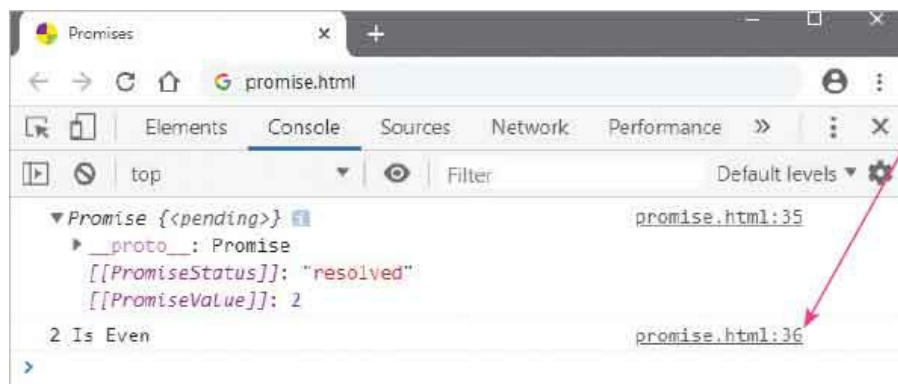 Promises
promise.html
Elements Console Sources Network Performance »
top Filter Default levels
Promise {<pending>} i promise.html:35
__proto__: Promise
[[PromiseStatus]]: "resolved"
[[PromiseValue]]: 2
2 Is Even promise.html:36
>